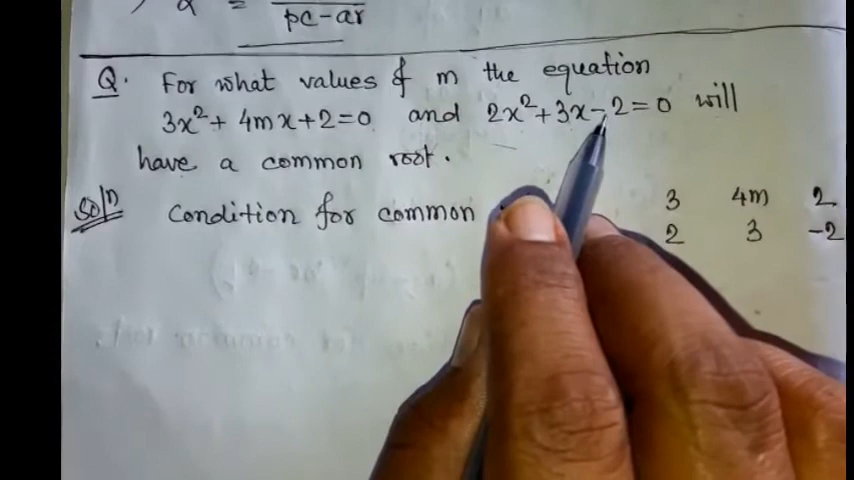 α =
pc-ar
Q. For what values of m the equation
3x² + 4mx+2=0 and 2x²+3x-2=0 will
have a common root.
Soln Condition for common
3 4m 2
2 3 -2